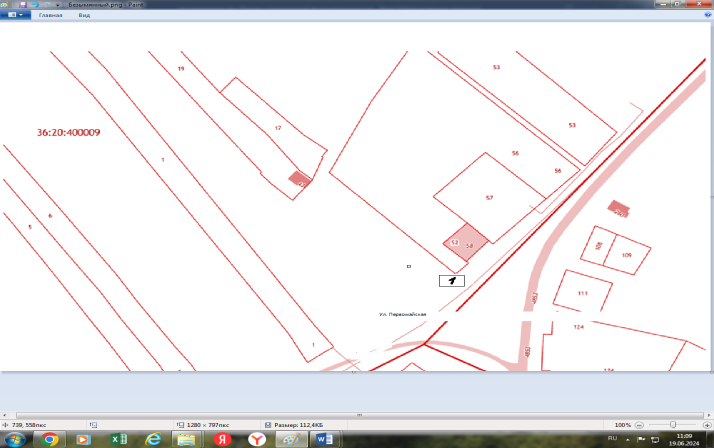 Безымянный.png - Paint
Главная Вид
19
53
36:20:400009
17
53
1
56
56
57
6
5
52 58
108
109
111
Ул. Первомайская
124
1
739, 558пкс
1280 × 797пкс
Размер: 112,4КБ
100%
RU
11:09
19.06.2024